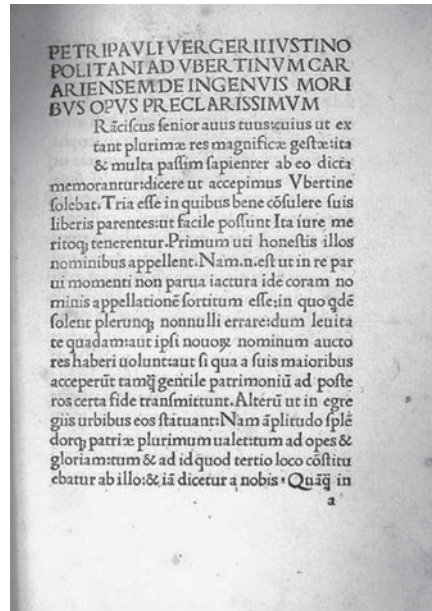 PETRI PAVLI VERGERII IVSTINO
POLITANI AD VBERTINVM CAR
ARIENSEM DE INGENVIS MORI
BVS OPVS PRECLARISSIMVM
Rãciscus senior auus tuus:cuius ut ex
tant plurimæ res magnificæ gestæ:ita
& multa passim sapienter ab eo dicta
memorantur:dicere ut accepimus Vbertine
solebat.Tria esse in quibus bene cõsulere suis
liberis parentes:ut facile possunt Ita iure me
ritoq; tenerentur.Primum uti honestis illos
nominibus appellent.Nam.n.est ut in re par
ui momenti non parua iactura idẽ coram no
minis appellationẽ sortitum esse:in quo qdẽ
solent plerunq; nonnulli errare:dum leuita
te quadam:aut ipsi nouoꝝ nominum aucto
res haberi uolunt:aut si qua a suis maioribus
acceperũt tamq̃ gentile patrimoniũ ad poste
ros certa fide transmittunt.Alterũ ut in egre
giis urbibus eos stãtuant:Nam ãplitudo splẽ
dorq; patriæ plurimum ualet:tum ad opes &
gloriam:tum & ad id quod tertio loco cõstitu
ebatur ab illo:& iã dicetur a nobis.Quãq̃ in
a